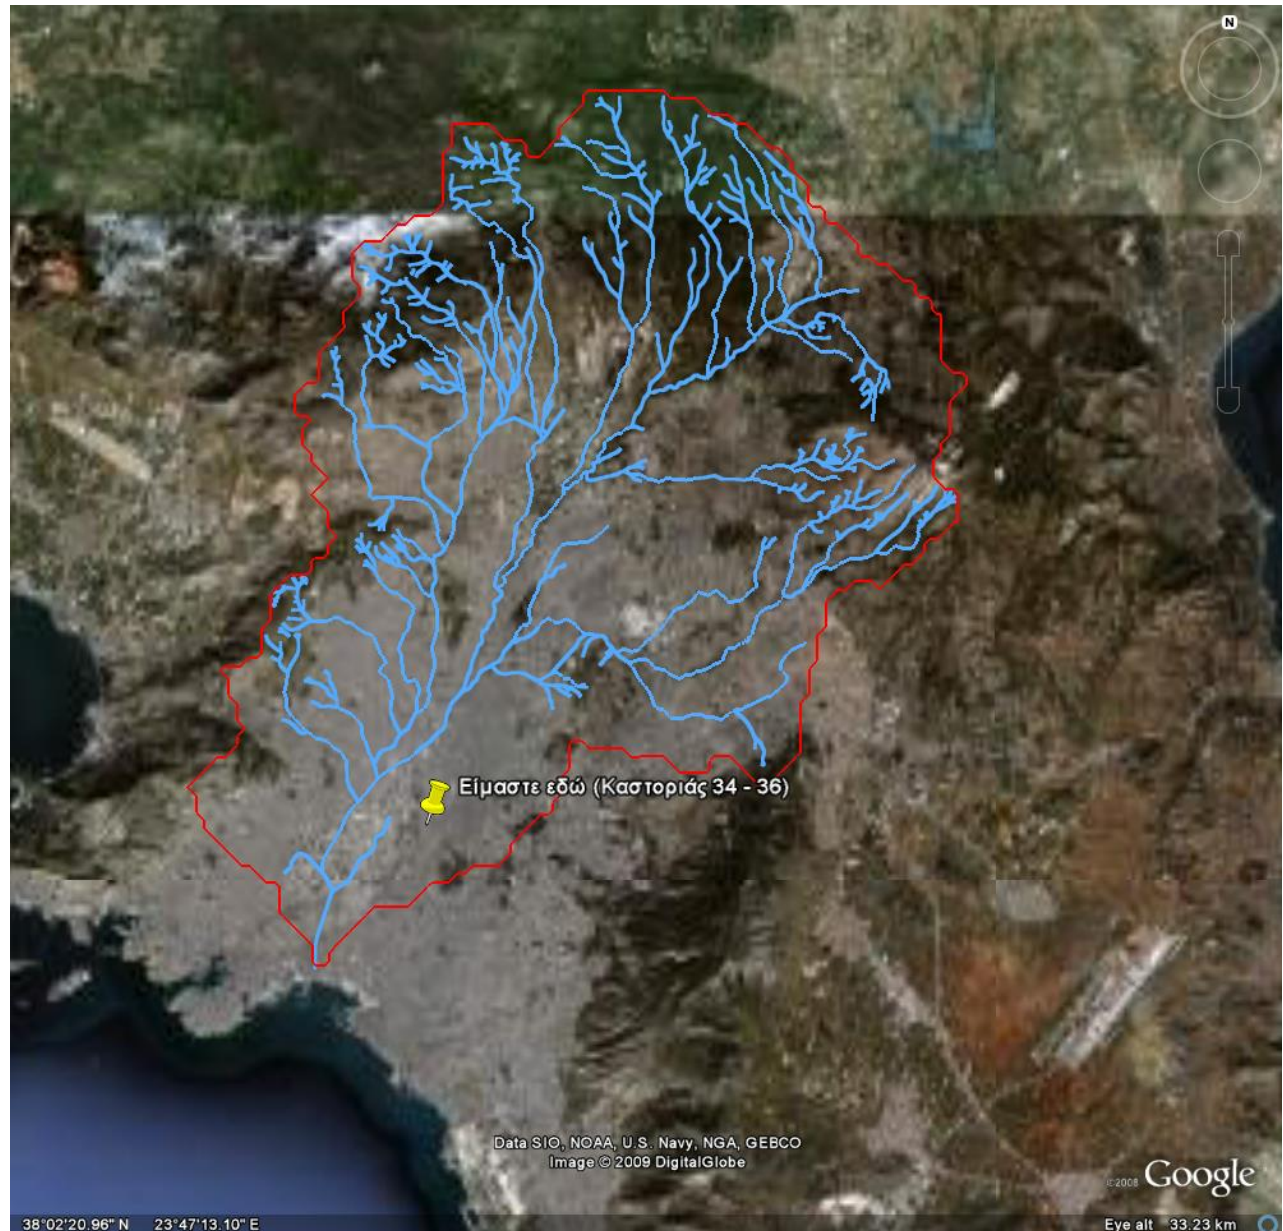 N
Είμαστε εδώ (Καστοριάς 34 - 36)
Data SIO, NOAA, U.S. Navy, NGA, GEBCO
Image © 2009 DigitalGlobe
©2008 Google
38°02'20.96" N 23°47'13.10" E
Eye alt 33.23 km